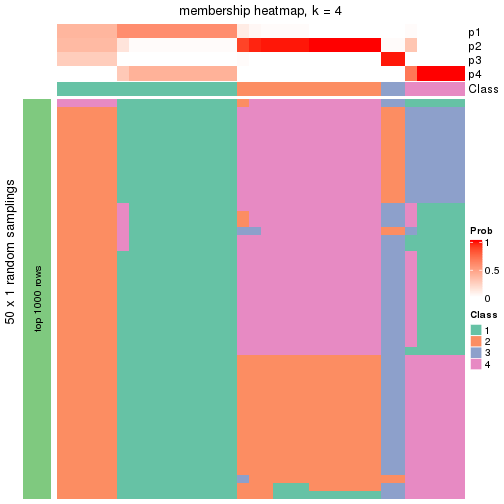 membership heatmap, k = 4
p1
p2
p3
p4
Class
50 x 1 random samplings
top 1000 rows
Prob
1
0.5
0
Class
1
2
3
4